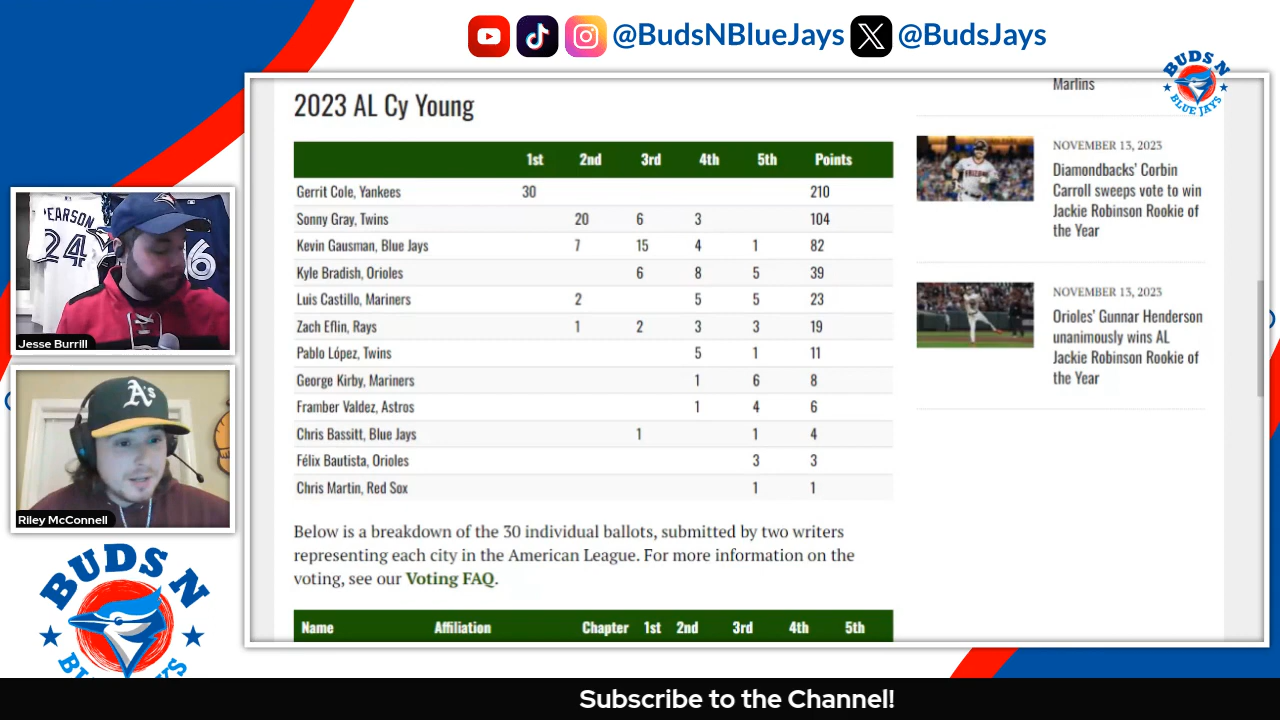 @BudsNBlueJays @BudsJays
BUDS N
BLUE JAYS
2023 AL Cy Young
1st 2nd 3rd 4th 5th Points
Gerrit Cole, Yankees 30 210
Sonny Gray, Twins 20 6 3 104
Kevin Gausman, Blue Jays 7 15 4 1 82
Kyle Bradish, Orioles 6 8 5 39
Luis Castillo, Mariners 2 5 5 23
Zach Eflin, Rays 1 2 3 3 19
Pablo López, Twins 5 1 11
George Kirby, Mariners 1 6 8
Framber Valdez, Astros 1 4 6
Chris Bassitt, Blue Jays 1 1 4
Félix Bautista, Orioles 3 3
Chris Martin, Red Sox 1 1
Below is a breakdown of the 30 individual ballots, submitted by two writers
representing each city in the American League. For more information on the
voting, see our Voting FAQ.
Name Affiliation Chapter 1st 2nd 3rd 4th 5th
Marlins
NOVEMBER 13, 2023
Diamondbacks' Corbin
Carroll sweeps vote to win
Jackie Robinson Rookie of
the Year
NOVEMBER 13, 2023
Orioles' Gunnar Henderson
unanimously wins AL
Jackie Robinson Rookie of
the Year
PEARSON
24
Jesse Burrill
A's
Riley McConnell
BUDS N
BLUE JAYS
Subscribe to the Channel!